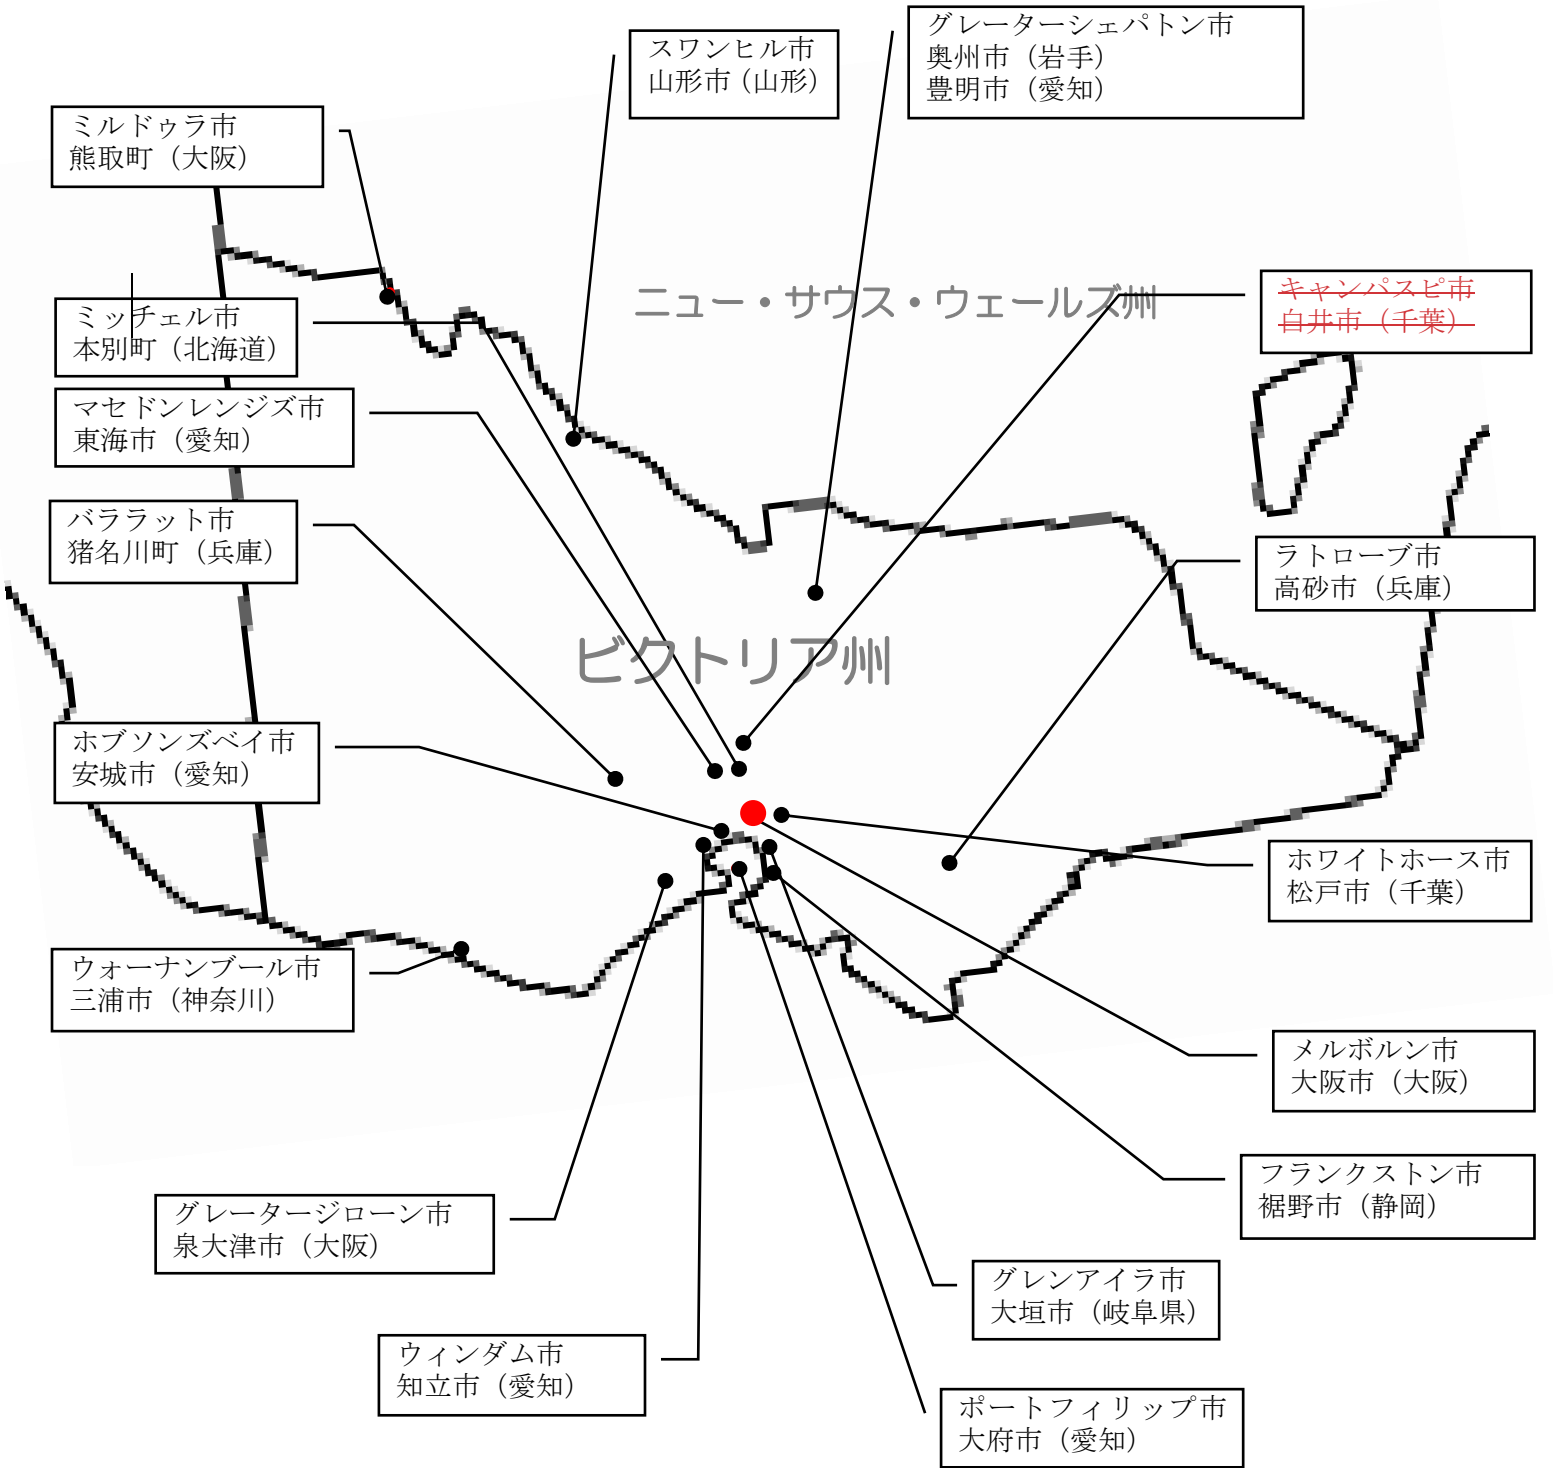 スワンヒル市
山形市（山形）
グレーターシェパトン市
奥州市（岩手）
豊明市（愛知）
ミルドゥラ市
熊取町（大阪）
ニュー・サウス・ウェールズ州
キャンパスピ市
白井市（千葉）
ミッチェル市
本別町（北海道）
マセドンレンジズ市
東海市（愛知）
バララット市
猪名川町（兵庫）
ラトローブ市
高砂市（兵庫）
ビクトリア州
ホブソンズベイ市
安城市（愛知）
ホワイトホース市
松戸市（千葉）
ウォーナンブール市
三浦市（神奈川）
メルボルン市
大阪市（大阪）
フランクストン市
裾野市（静岡）
グレータージローン市
泉大津市（大阪）
グレンアイラ市
大垣市（岐阜県）
ウィンダム市
知立市（愛知）
ポートフィリップ市
大府市（愛知）